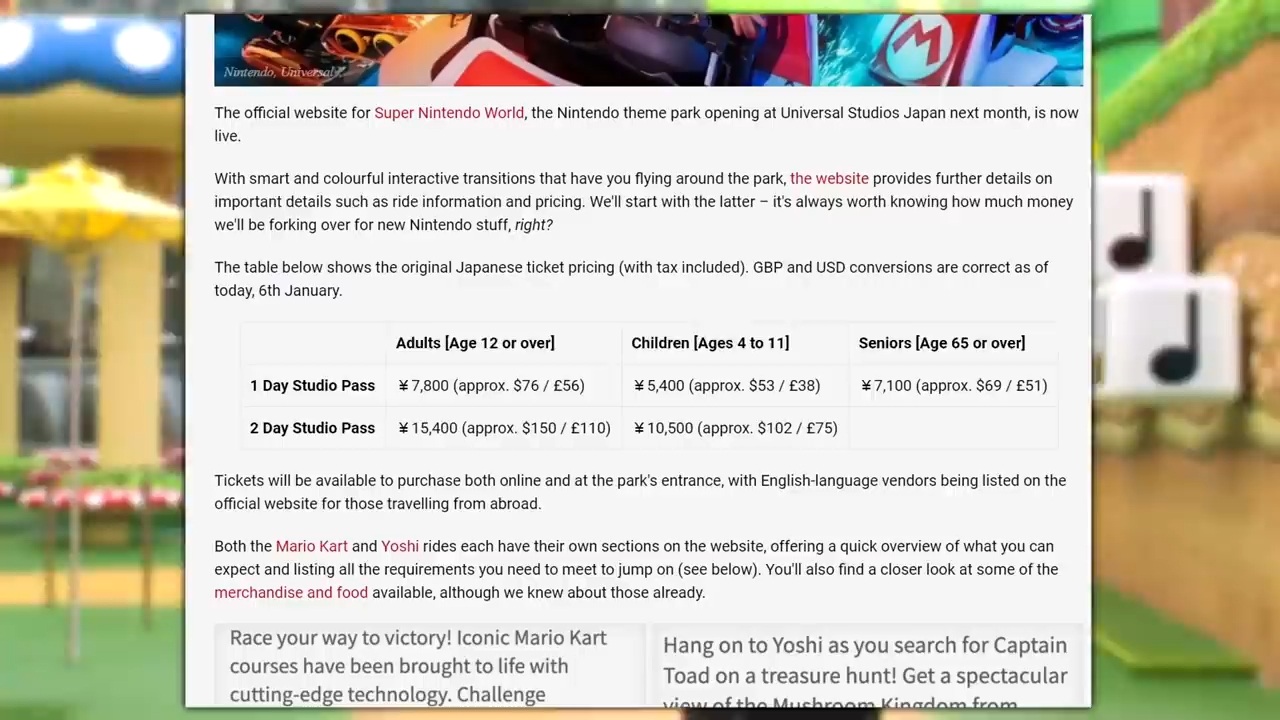 Nintendo, Universal
The official website for Super Nintendo World, the Nintendo theme park opening at Universal Studios Japan next month, is now
live.
With smart and colourful interactive transitions that have you flying around the park, the website provides further details on
important details such as ride information and pricing. We'll start with the latter – it's always worth knowing how much money
we'll be forking over for new Nintendo stuff, right?
The table below shows the original Japanese ticket pricing (with tax included). GBP and USD conversions are correct as of
today, 6th January.
Adults [Age 12 or over] Children [Ages 4 to 11] Seniors [Age 65 or over]
1 Day Studio Pass ¥ 7,800 (approx. $76 / £56) ¥ 5,400 (approx. $53 / £38) ¥ 7,100 (approx. $69 / £51)
2 Day Studio Pass ¥ 15,400 (approx. $150 / £110) ¥ 10,500 (approx. $102 / £75)
Tickets will be available to purchase both online and at the park's entrance, with English-language vendors being listed on the
official website for those travelling from abroad.
Both the Mario Kart and Yoshi rides each have their own sections on the website, offering a quick overview of what you can
expect and listing all the requirements you need to meet to jump on (see below). You'll also find a closer look at some of the
merchandise and food available, although we knew about those already.
Race your way to victory! Iconic Mario Kart
courses have been brought to life with
cutting-edge technology. Challenge
Hang on to Yoshi as you search for Captain
Toad on a treasure hunt! Get a spectacular
view of the Mushroom Kingdom from